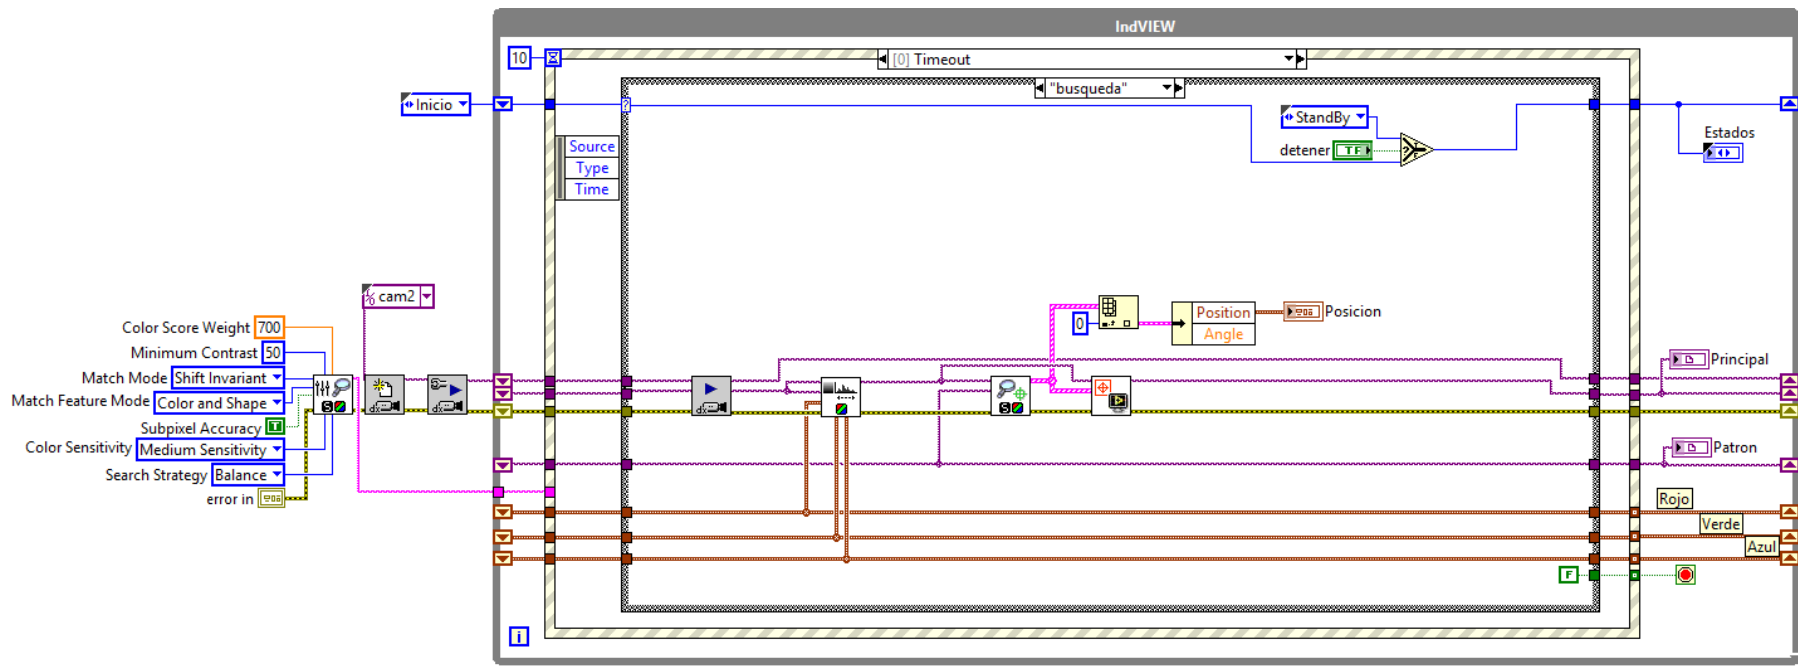 IndVIEW
10
[0] Timeout
"busqueda"
Inicio
StandBy
Estados
detener
TF
Source
Type
Time
cam2
Color Score Weight 700
Minimum Contrast 50
Match Mode Shift Invariant
Match Feature Mode Color and Shape
Subpixel Accuracy T
Color Sensitivity Medium Sensitivity
Search Strategy Balance
error in
0
Position
Angle
Posicion
Principal
Patron
Rojo
Verde
Azul
F
i